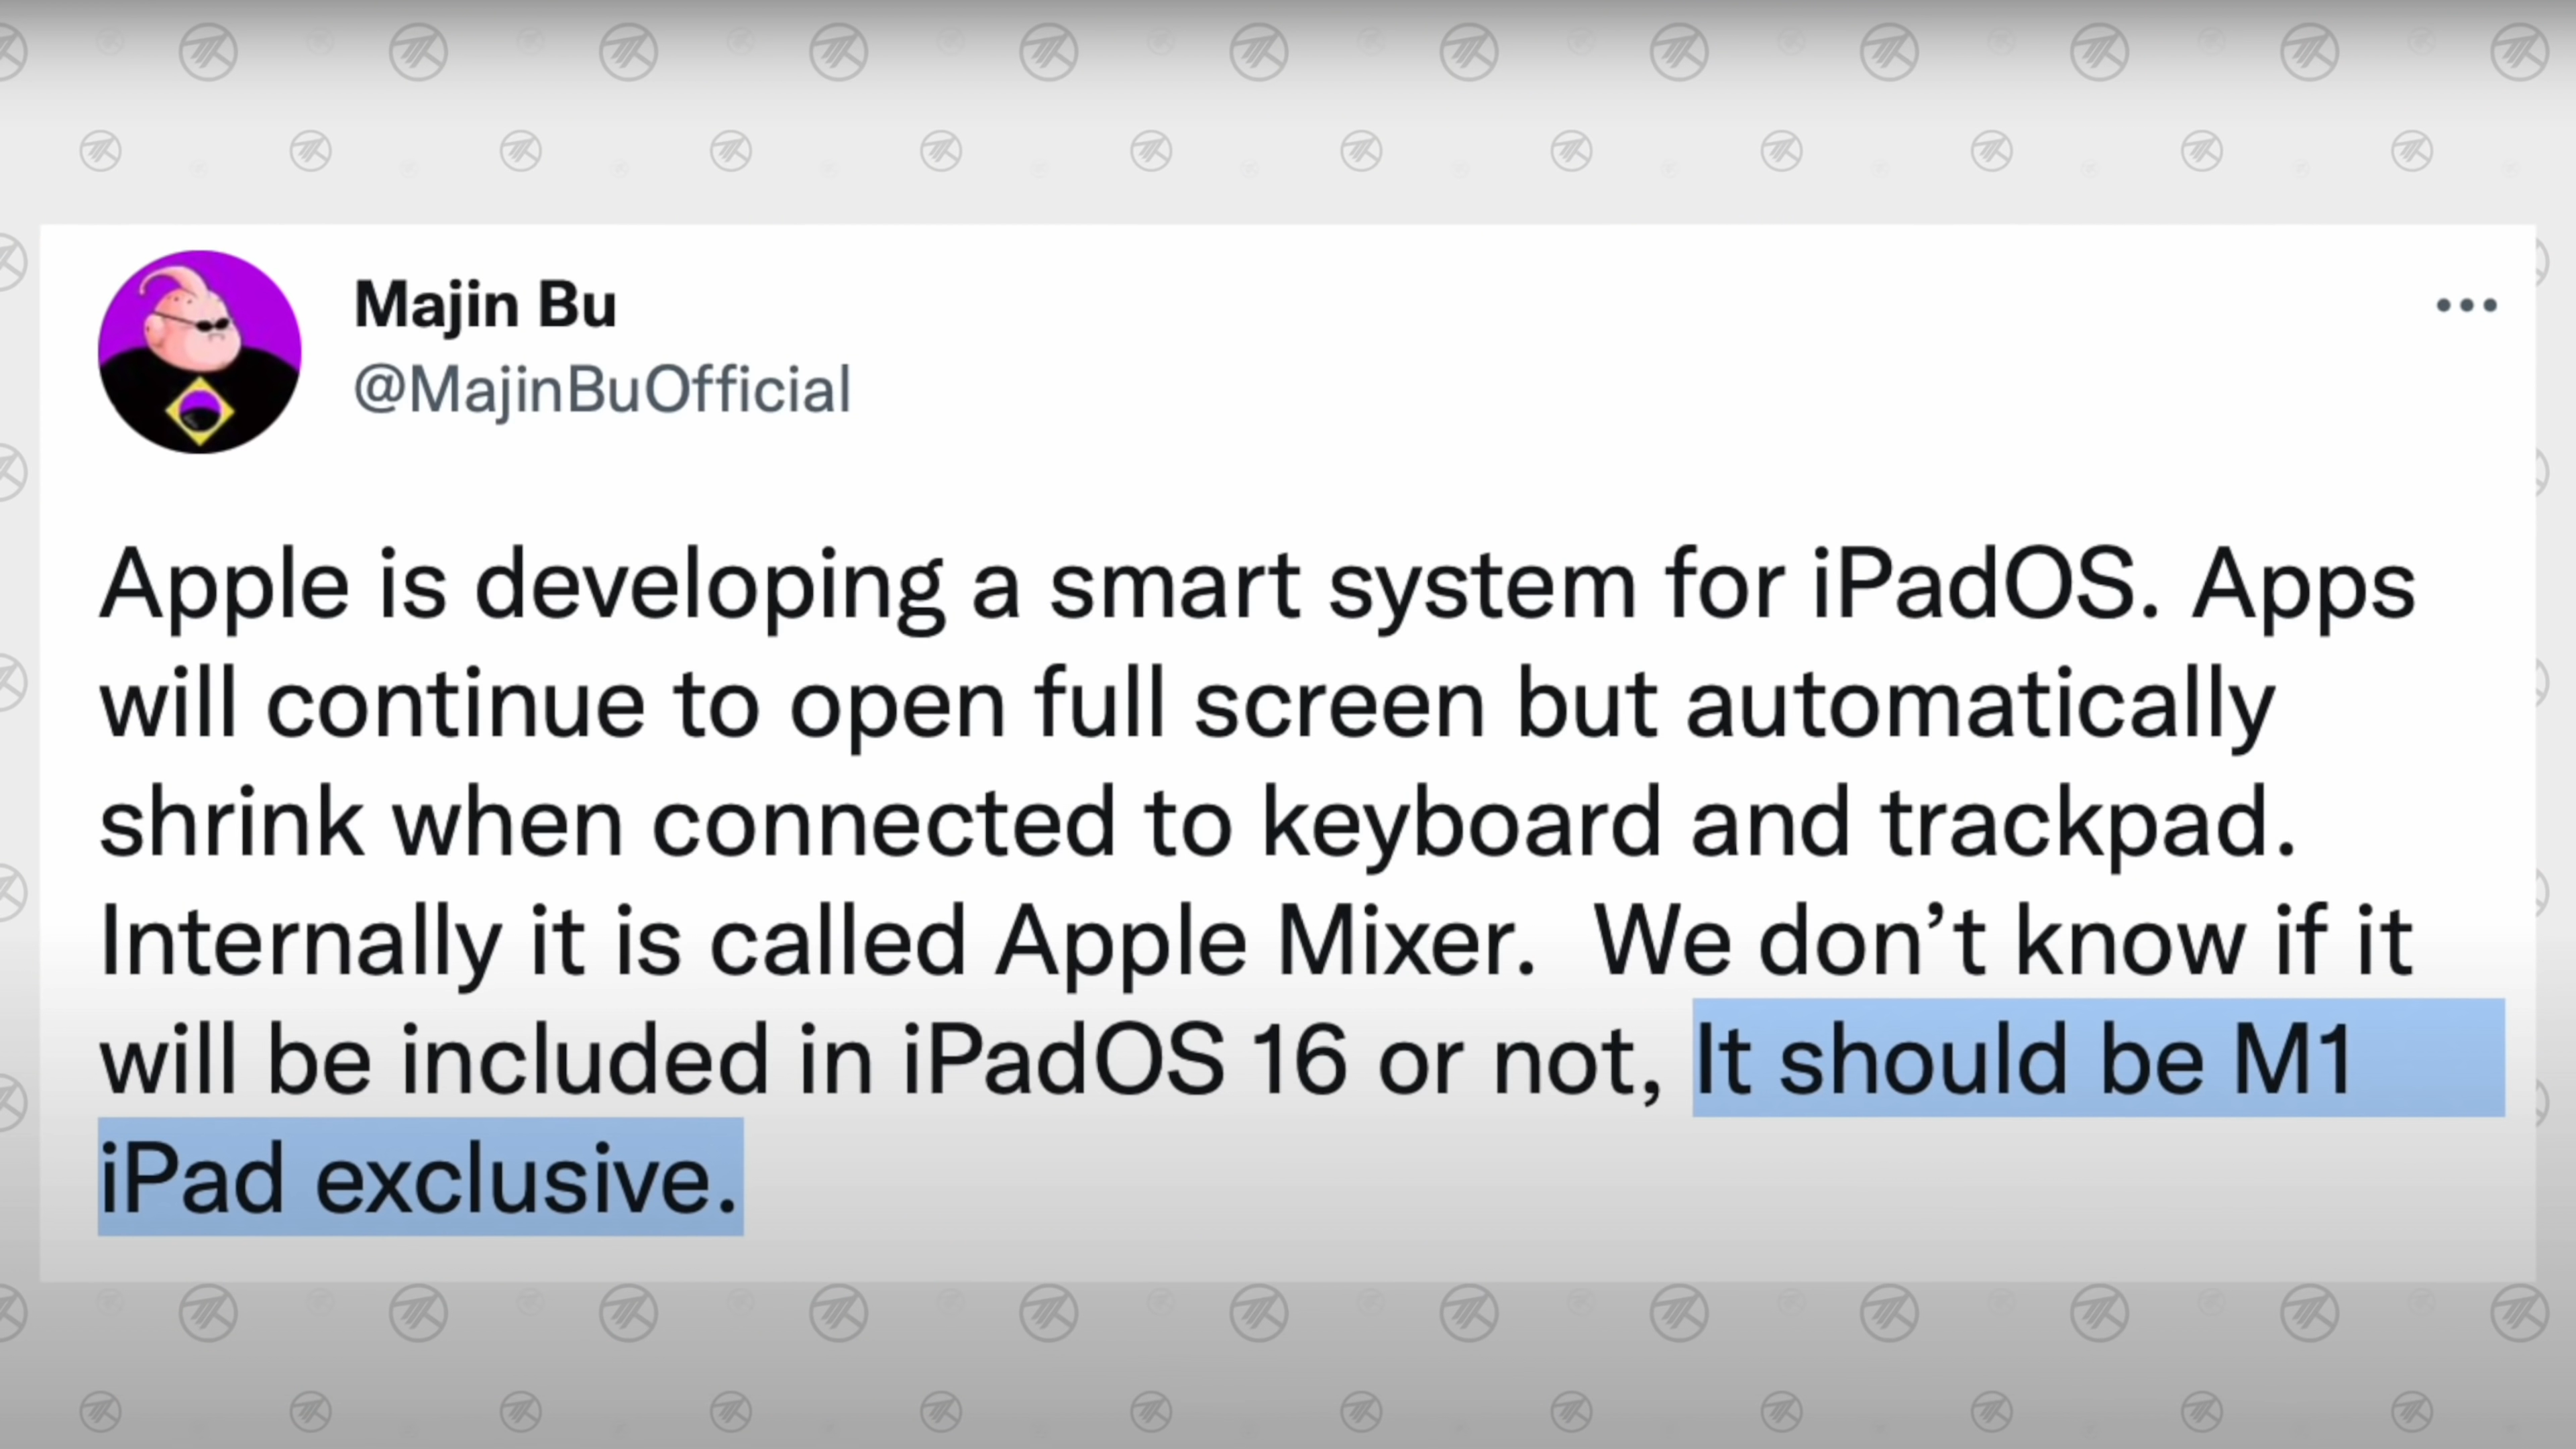 Majin Bu
@MajinBuOfficial
Apple is developing a smart system for iPadOS. Apps
will continue to open full screen but automatically
shrink when connected to keyboard and trackpad.
Internally it is called Apple Mixer.  We don’t know if it
will be included in iPadOS 16 or not, It should be M1
iPad exclusive.